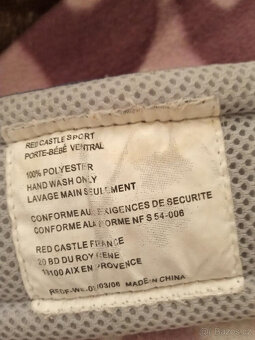 RED CASTLE SPORT
PORTE-BÉBÉ VENTRAL
100% POLYESTER
HAND WASH ONLY
LAVAGE MAIN SEULEMENT
CONFORME AUX EXIGENCES DE SECURITE
CONFORME A LA NORME NF S 54-006
RED CASTLE FRANCE
20 BD DU ROY RENE
13100 AIX EN PROVENCE
MADE IN CHINA